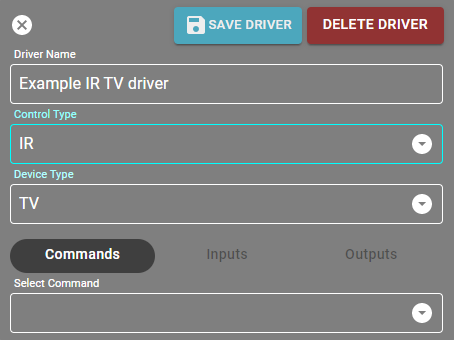 SAVE DRIVER
DELETE DRIVER
Driver Name
Example IR TV driver
Control Type
IR
Device Type
TV
Commands Inputs Outputs
Select Command